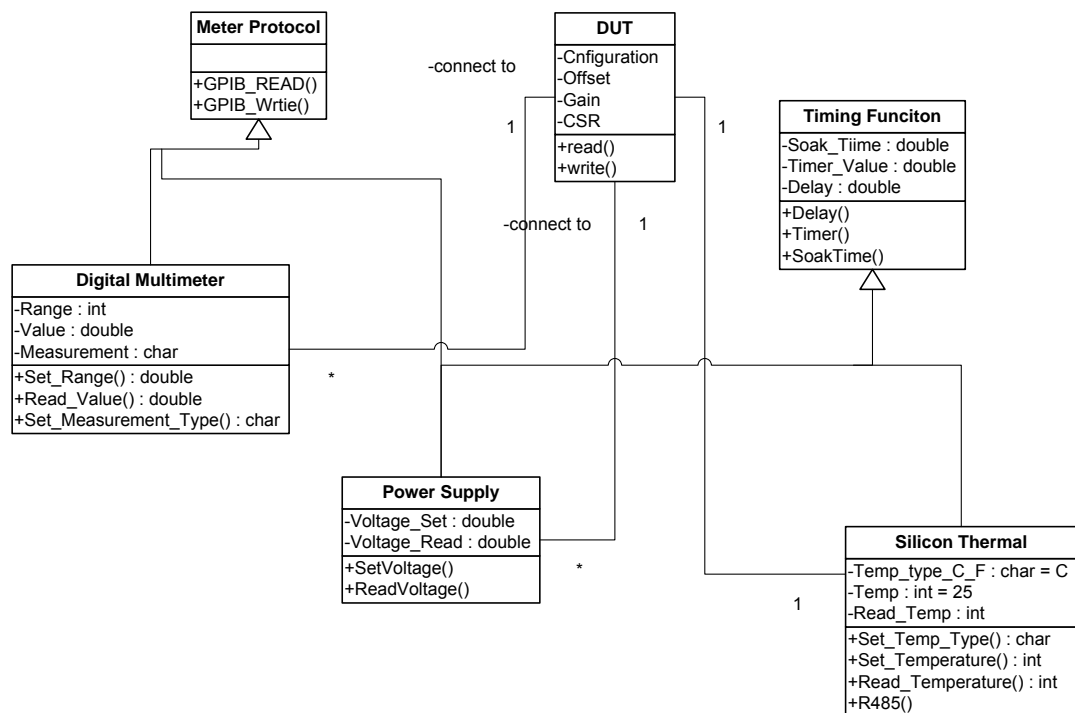 Meter Protocol
+GPIB_READ()
+GPIB_Wrtie()
DUT
-Cnfiguration
-Offset
-Gain
-CSR
+read()
+write()
-connect to
1
1
-connect to
1
Timing Funciton
-Soak_Tiime : double
-Timer_Value : double
-Delay : double
+Delay()
+Timer()
+SoakTime()
Digital Multimeter
-Range : int
-Value : double
-Measurement : char
+Set_Range() : double
+Read_Value() : double
+Set_Measurement_Type() : char
*
Power Supply
-Voltage_Set : double
-Voltage_Read : double
+SetVoltage()
+ReadVoltage()
*
Silicon Thermal
-Temp_type_C_F : char = C
-Temp : int = 25
-Read_Temp : int
+Set_Temp_Type() : char
+Set_Temperature() : int
+Read_Temperature() : int
+R485()
1